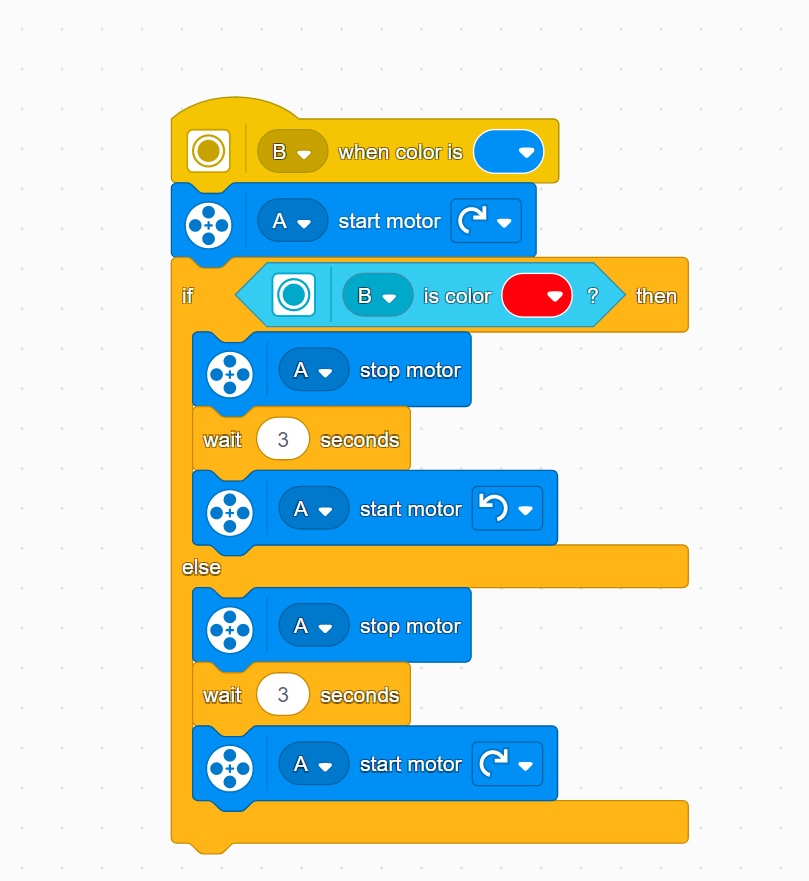 B when color is
A start motor
if B is color ? then
A stop motor
wait 3 seconds
A start motor
else
A stop motor
wait 3 seconds
A start motor